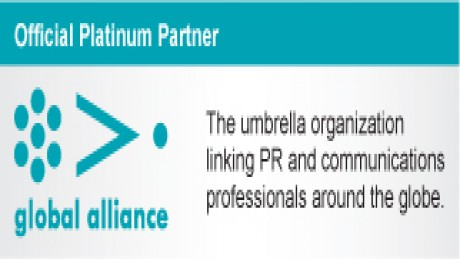 Official Platinum Partner
The umbrella organization
linking PR and communications
professionals around the globe.
global alliance